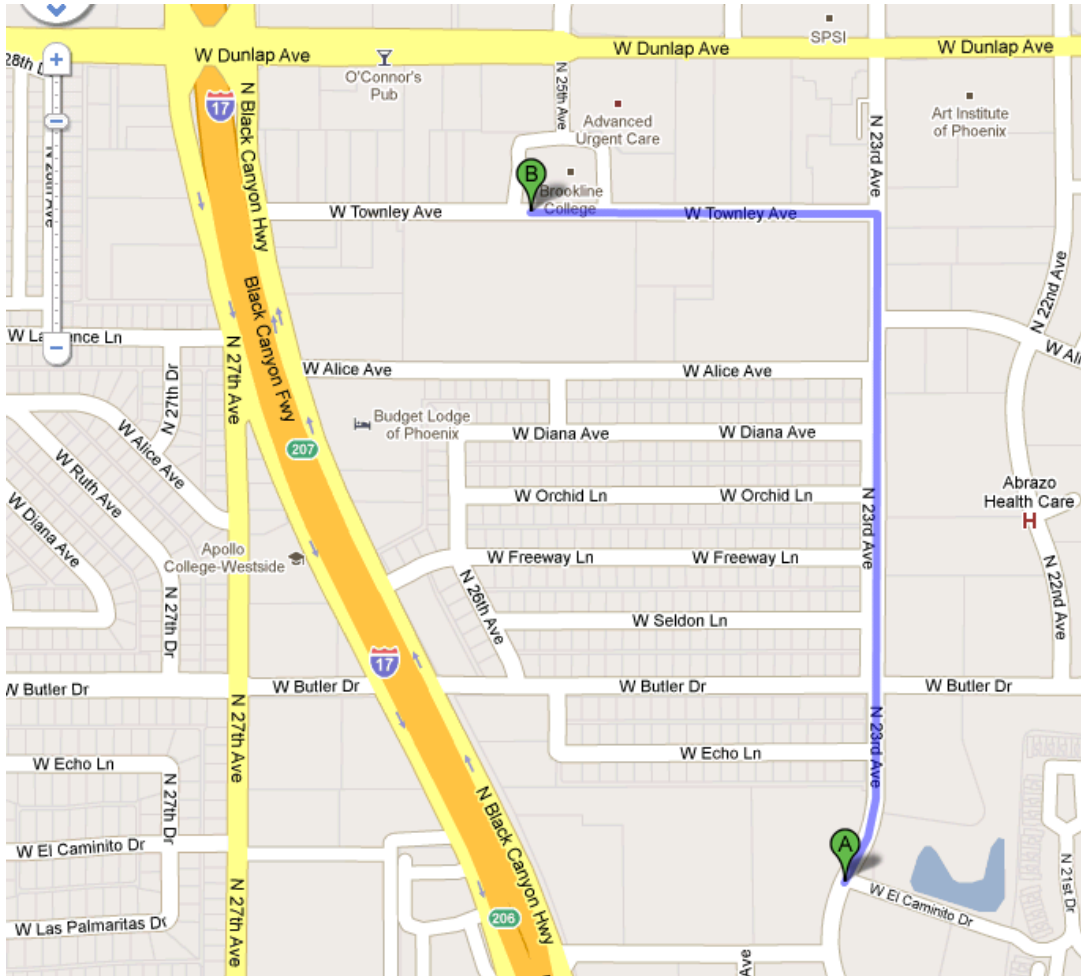 W Dunlap Ave
W Dunlap Ave
W Dunlap Ave
SPSI
28th D
O'Connor's
Pub
17
N Black Canyon Hwy
N 25th Ave
Advanced
Urgent Care
N 23rd Ave
Art Institute
of Phoenix
B
Brookline
College
W Townley Ave
W Townley Ave
Black Canyon Fwy
N 22nd Ave
W Ali
W La
ence Ln
N 27th Ave
N 27th Dr
W Alice Ave
W Alice Ave
W Alice Ave
Budget Lodge
of Phoenix
207
W Diana Ave
W Diana Ave
W Ruth Ave
W Diana Ave
W Orchid Ln
W Orchid Ln
N 23rd Ave
Abrazo
Health Care
H
Apollo
College-Westside
W Freeway Ln
W Freeway Ln
N 26th Ave
N 27th Dr
N 22nd Ave
W Seldon Ln
17
W Butler Dr
W Butler Dr
W Butler Dr
W Butler Dr
N 27th Ave
N 23rd Ave
W Echo Ln
W Echo Ln
N 27th Dr
N Black Canyon Hwy
W El Caminito Dr
A
W El Caminito Dr
N 21st Dr
N 27th Ave
206
W Las Palmaritas Dr
Ave